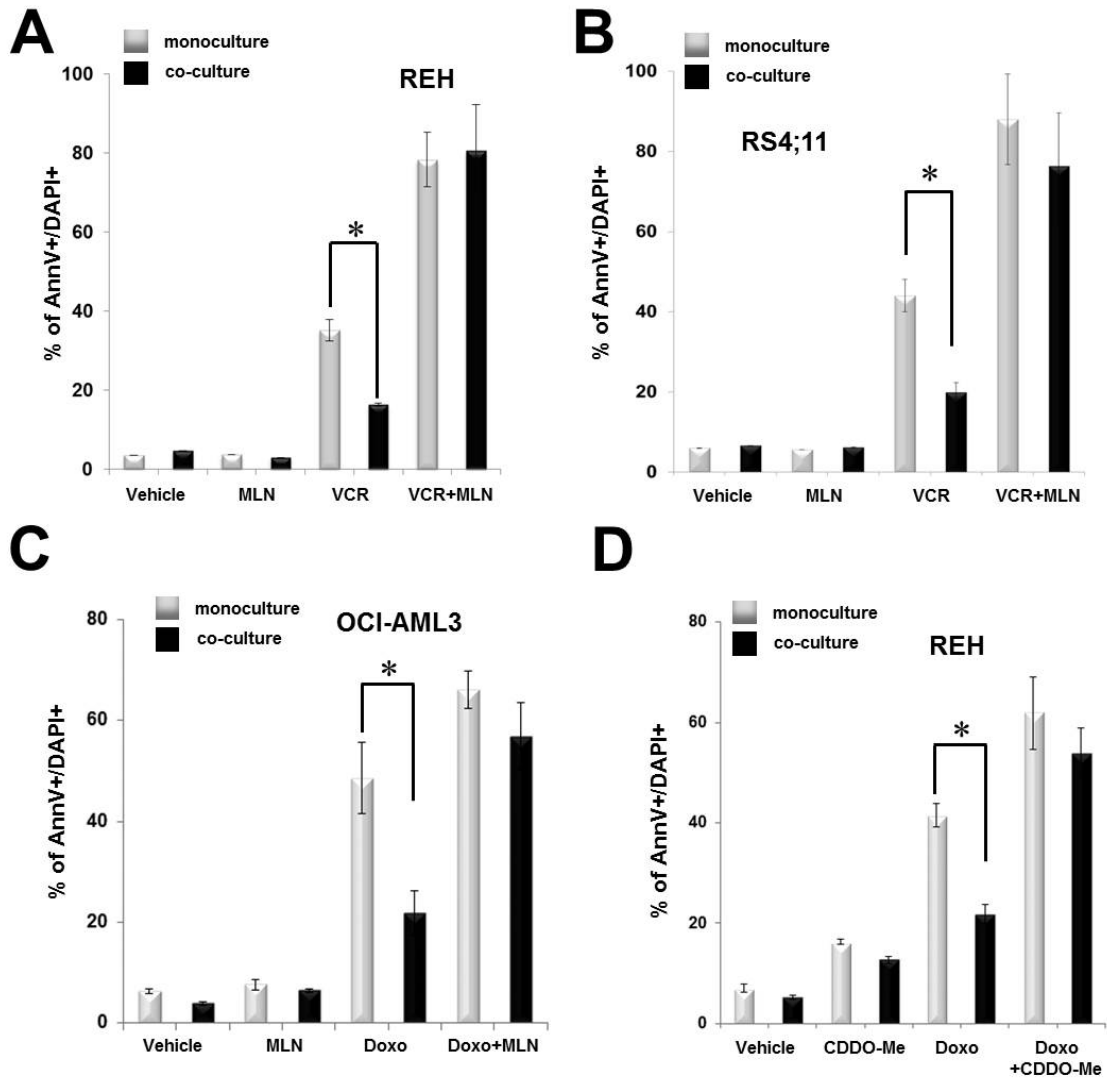 A
monoculture
co-culture
REH
% of AnnV+/DAPI+
100
80
60
40
20
0
*
Vehicle MLN VCR VCR+MLN
B
monoculture
co-culture
RS4;11
% of AnnV+/DAPI+
100
80
60
40
20
0
*
Vehicle MLN VCR VCR+MLN
C
monoculture
co-culture
OCI-AML3
% of AnnV+/DAPI+
80
60
40
20
0
*
Vehicle MLN Doxo Doxo+MLN
D
monoculture
co-culture
REH
% of AnnV+/DAPI+
80
60
40
20
0
*
Vehicle CDDO-Me Doxo Doxo
+CDDO-Me